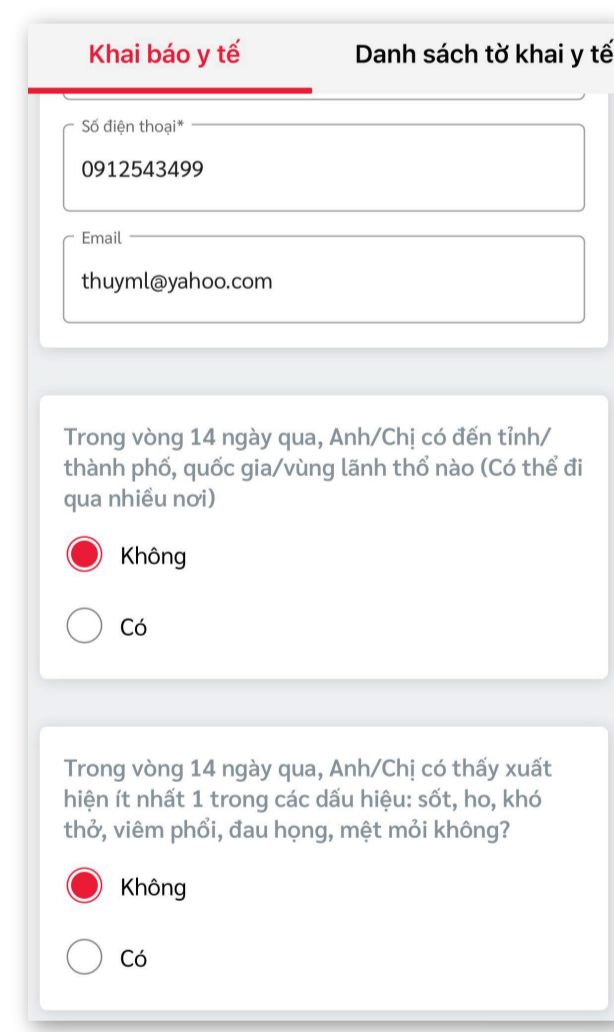 Khai báo y tế
Danh sách tờ khai y tế
Số điện thoại*
0912543499
Email
thuyml@yahoo.com
Trong vòng 14 ngày qua, Anh/Chị có đến tỉnh/
thành phố, quốc gia/vùng lãnh thổ nào (Có thể đi
qua nhiều nơi)
Không
Có
Trong vòng 14 ngày qua, Anh/Chị có thấy xuất
hiện ít nhất 1 trong các dấu hiệu: sốt, ho, khó
thở, viêm phổi, đau họng, mệt mỏi không?
Không
Có